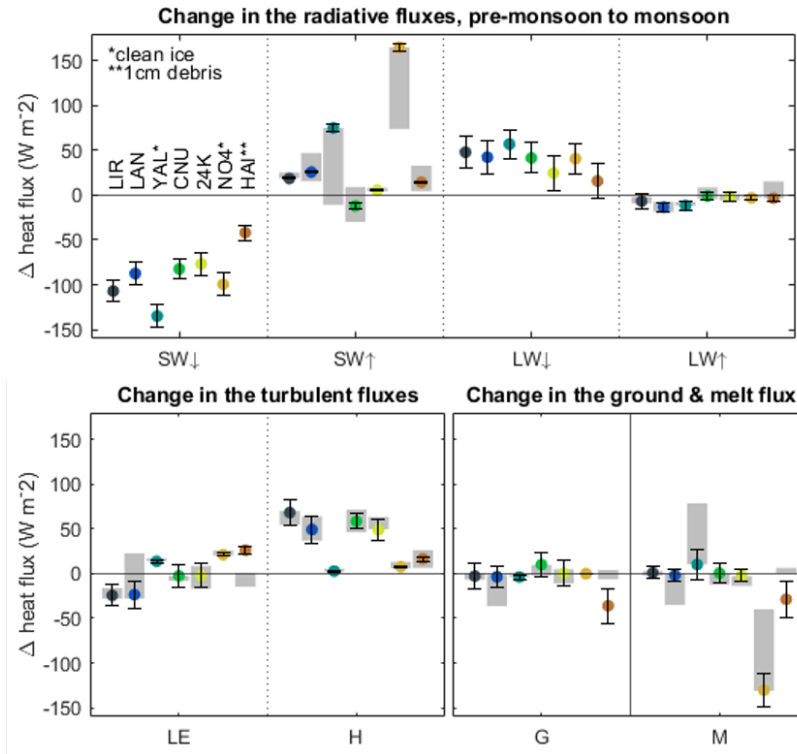 Change in the radiative fluxes, pre-monsoon to monsoon
*clean ice
**1cm debris
150
100
50
0
-50
-100
-150
Δ heat flux (W m-2)
LIR
LAN
YAL*
CNU
24K
NO4*
HAI**
SW↓
SW↑
LW↓
LW↑
Change in the turbulent fluxes
Change in the ground & melt flux
150
100
50
0
-50
-100
-150
Δ heat flux (W m-2)
LE
H
G
M